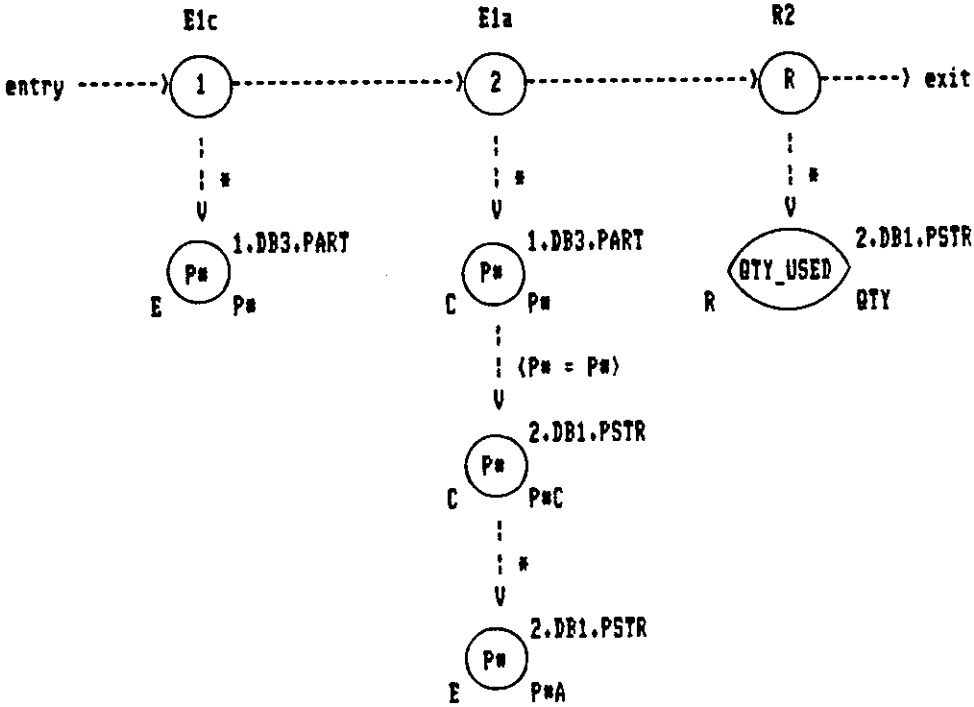 E1c E1a R2
entry --------> 1 --------------> 2 --------------> R -------> exit
* * *
1.DB3.PART 1.DB3.PART 2.DB1.PSTR
P# P# QTY_USED
E P# C P# R QTY
<P# = P#>
2.DB1.PSTR
P#
C P#C
*
2.DB1.PSTR
P#
E P#A